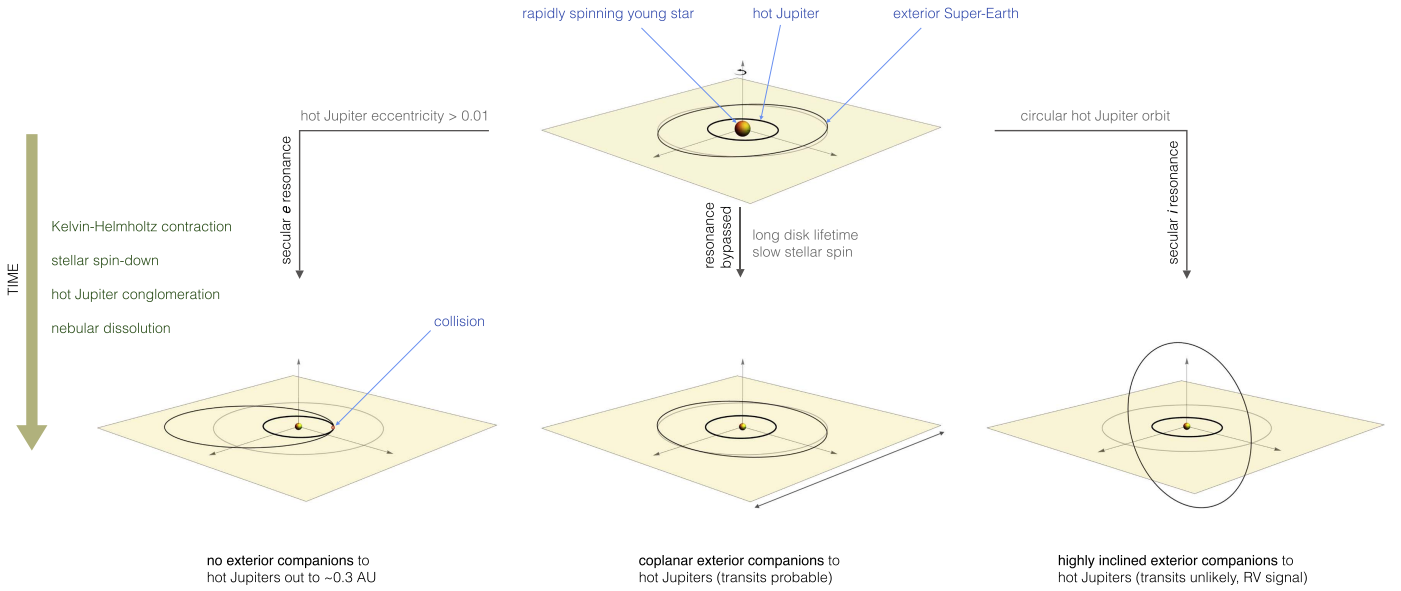 rapidly spinning young star
hot Jupiter
exterior Super-Earth
hot Jupiter eccentricity > 0.01
circular hot Jupiter orbit
secular e resonance
resonance
bypassed
long disk lifetime
slow stellar spin
secular i resonance
TIME
Kelvin-Helmholtz contraction
stellar spin-down
hot Jupiter conglomeration
nebular dissolution
collision
no exterior companions to
hot Jupiters out to ~0.3 AU
coplanar exterior companions to
hot Jupiters (transits probable)
highly inclined exterior companions to
hot Jupiters (transits unlikely, RV signal)